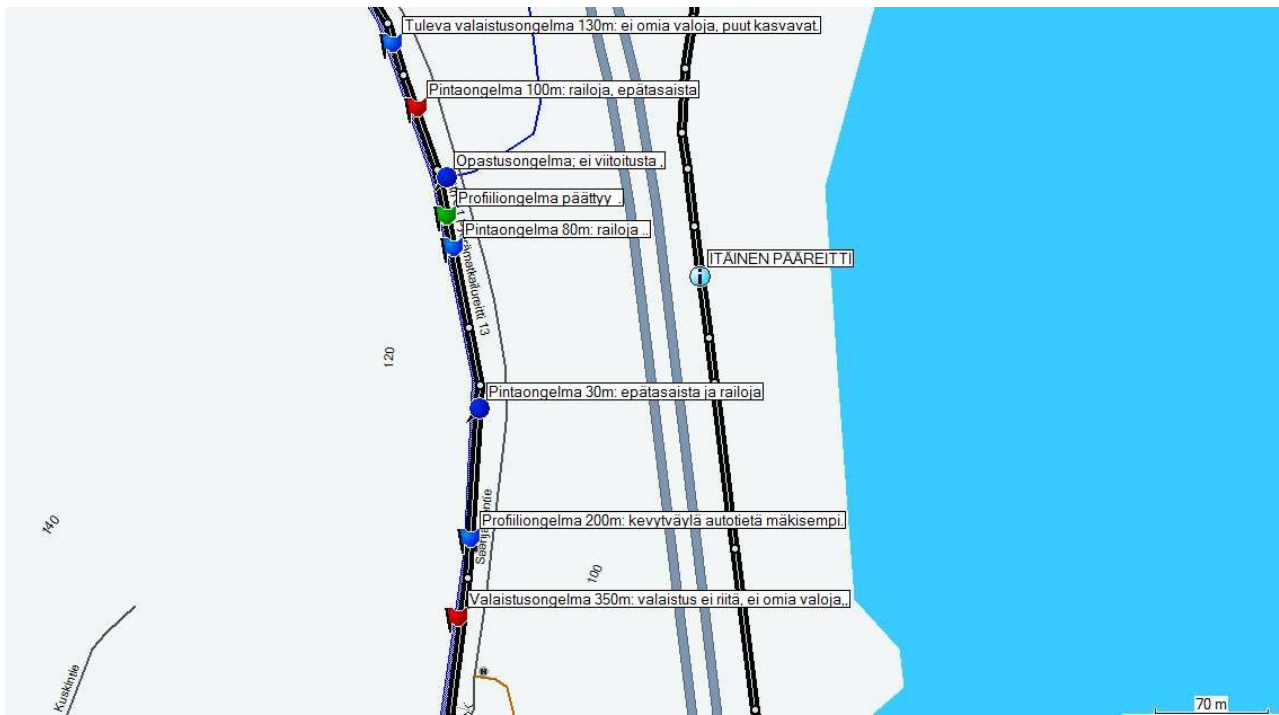 Tuleva valaistusongelma 130m: ei omia valoja, puut kasvavat.
Pintaongelma 100m: railoja, epätasaista
Opastusongelma; ei viitoitusta .
Profiiliongelma päättyy .
Pintaongelma 80m: railoja ..
ITÄINEN PÄÄREITTI
13
120
Pintaongelma 30m: epätasaista ja railoja
140
Profiiliongelma 200m: kevytväylä autotietä mäkisempi.
100
Valaistusongelma 350m: valaistus ei riitä, ei omia valoja,,
Kuskintie
70 m